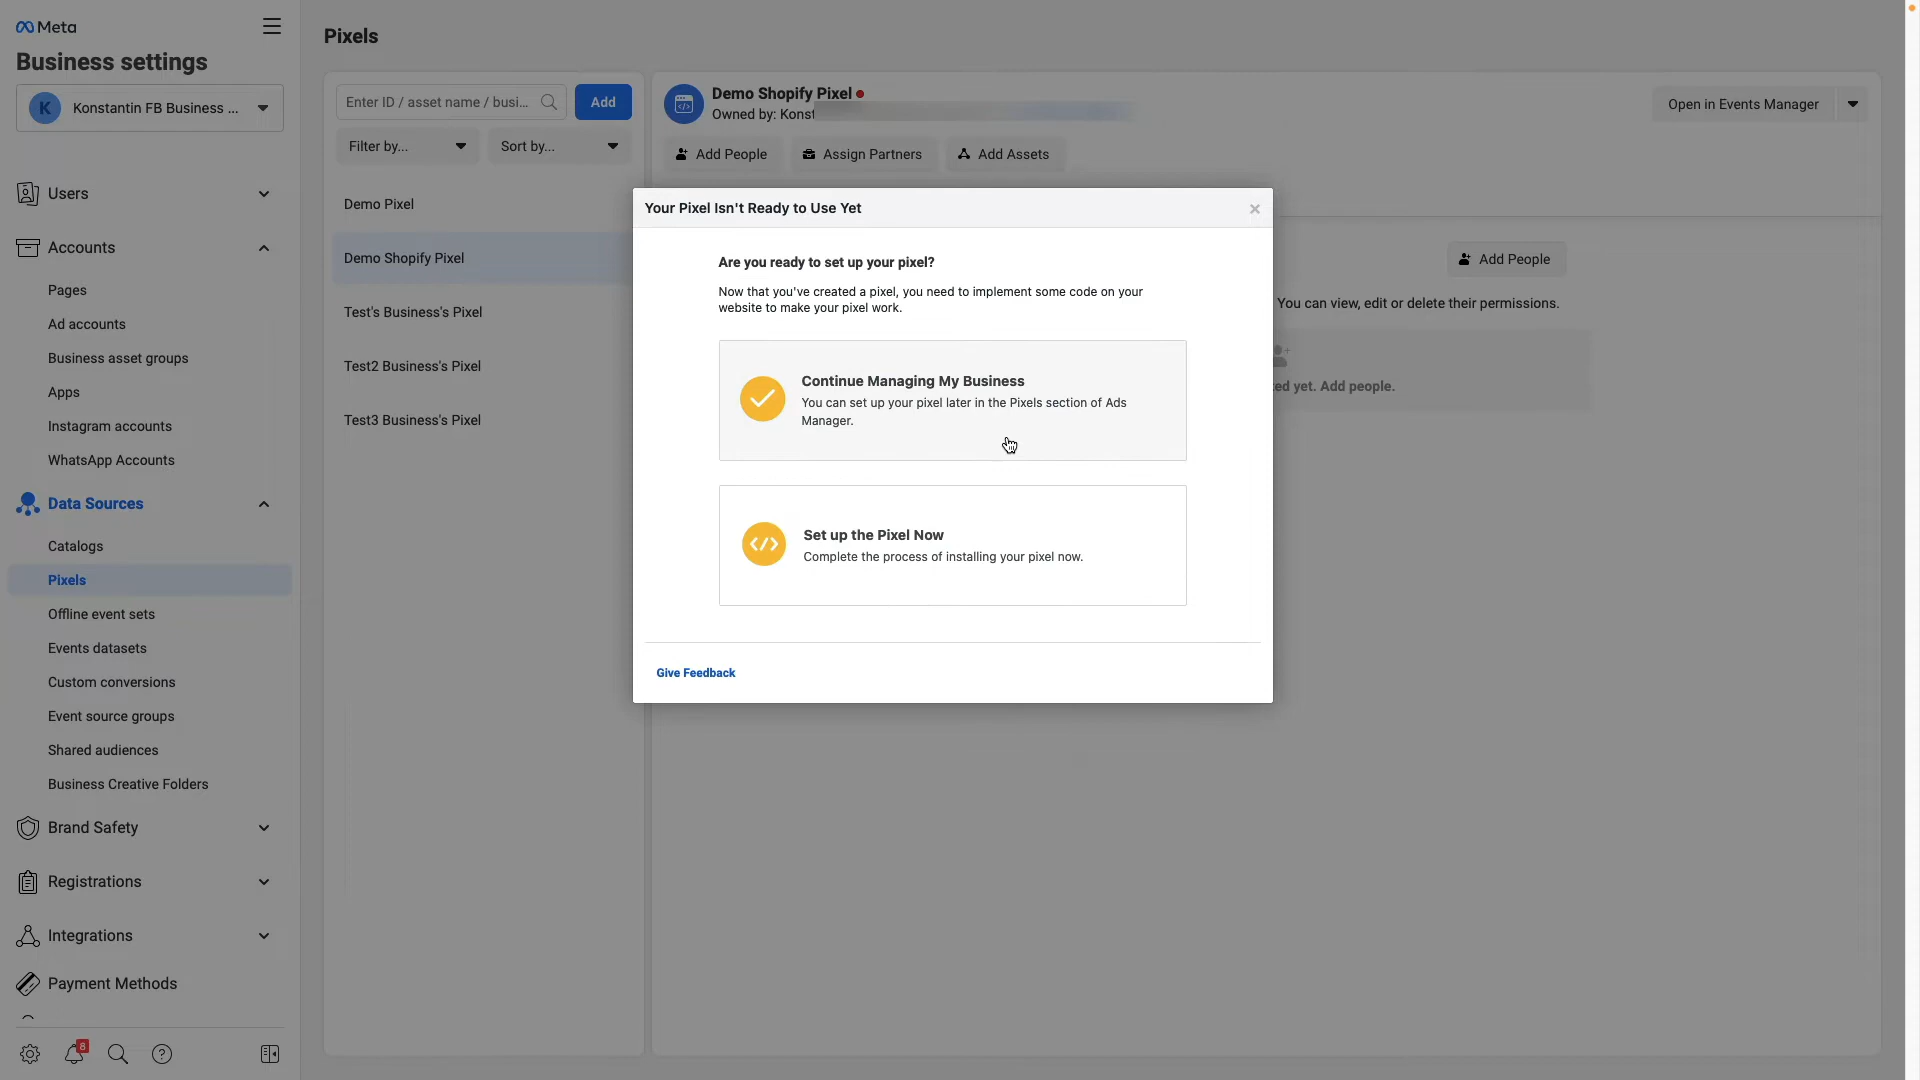 Meta
Business settings
K
Konstantin FB Business ...
Users
Accounts
Pages
Ad accounts
Business asset groups
Apps
Instagram accounts
WhatsApp Accounts
Data Sources
Catalogs
Pixels
Offline event sets
Events datasets
Custom conversions
Event source groups
Shared audiences
Business Creative Folders
Brand Safety
Registrations
Integrations
Payment Methods
8
Pixels
Enter ID / asset name / busi...
Add
Filter by...
Sort by...
Demo Pixel
Demo Shopify Pixel
Test's Business's Pixel
Test2 Business's Pixel
Test3 Business's Pixel
Demo Shopify Pixel
Owned by: Konst
Open in Events Manager
Add People
Assign Partners
Add Assets
Add People
You can view, edit or delete their permissions.
ed yet. Add people.
Your Pixel Isn't Ready to Use Yet
Are you ready to set up your pixel?
Now that you've created a pixel, you need to implement some code on your
website to make your pixel work.
Continue Managing My Business
You can set up your pixel later in the Pixels section of Ads
Manager.
Set up the Pixel Now
Complete the process of installing your pixel now.
Give Feedback